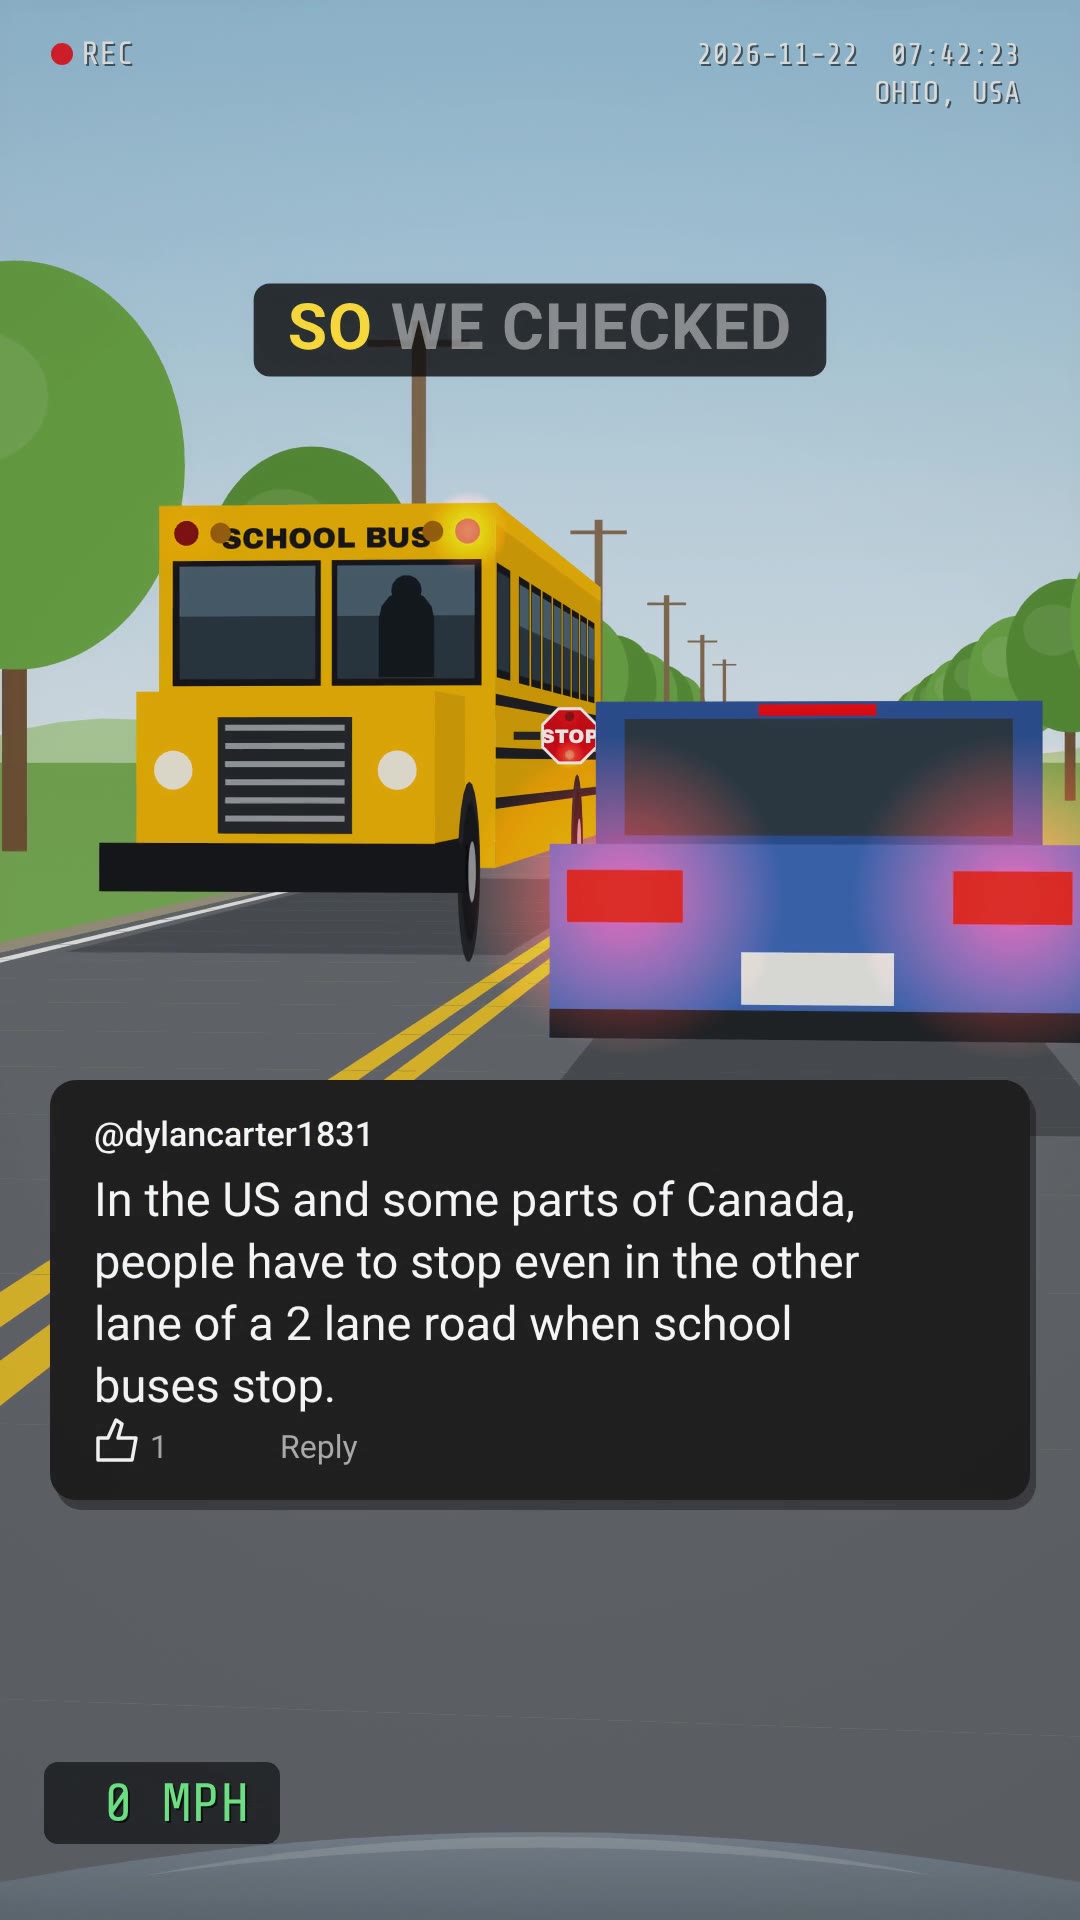 REC
2026-11-22 07:42:23
OHIO, USA
SO WE CHECKED
SCHOOL BUS
STOP
@dylancarter1831
In the US and some parts of Canada,
people have to stop even in the other
lane of a 2 lane road when school
buses stop.
1 Reply
0 MPH